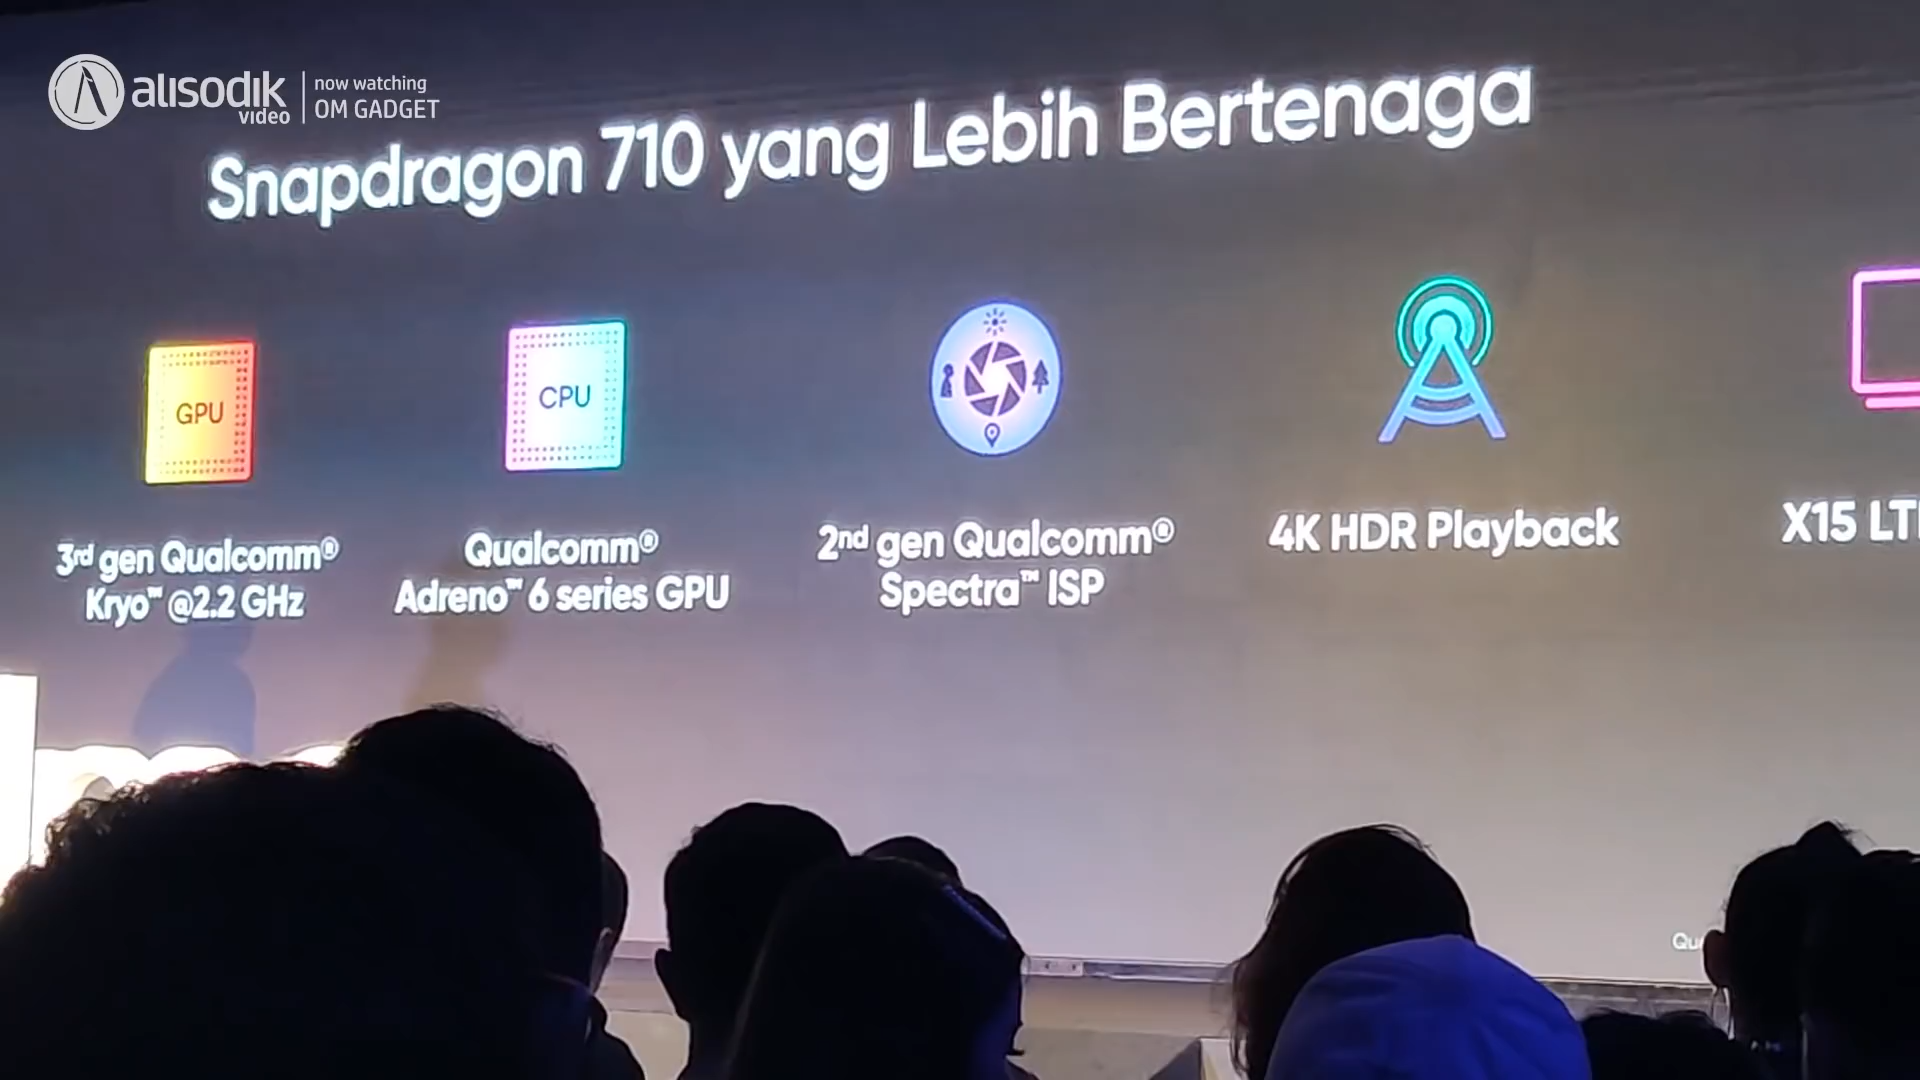 alisodik
video
now watching
OM GADGET
Snapdragon 710 yang Lebih Bertenaga
GPU
3rd gen Qualcomm®
Kryo™ @2.2 GHz
CPU
Qualcomm®
Adreno™ 6 series GPU
2nd gen Qualcomm®
Spectra™ ISP
4K HDR Playback
X15